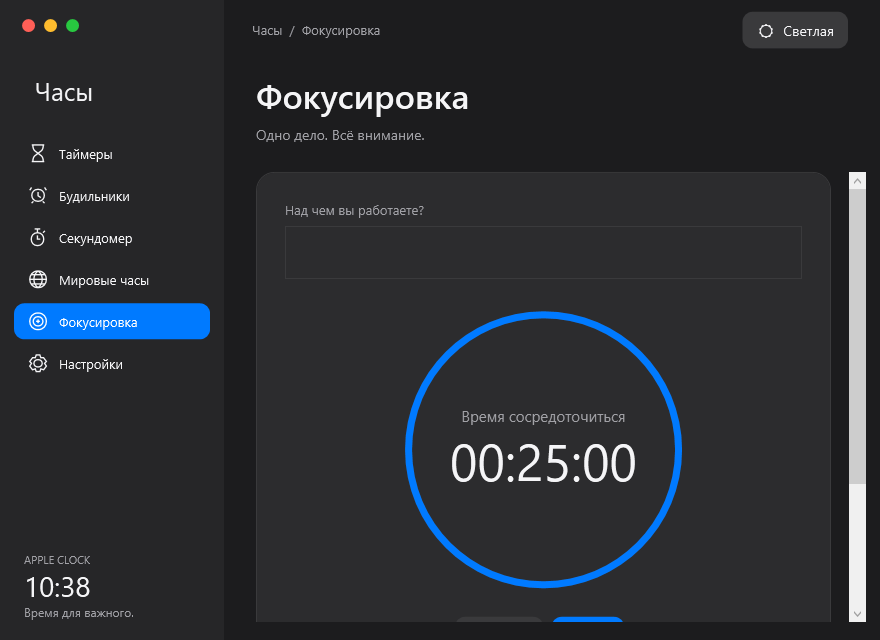 Часы / Фокусировка
Светлая
Часы
Таймеры
Будильники
Секундомер
Мировые часы
Фокусировка
Настройки
APPLE CLOCK
10:38
Время для важного.
Фокусировка
Одно дело. Всё внимание.
Над чем вы работаете?
Время сосредоточиться
00:25:00